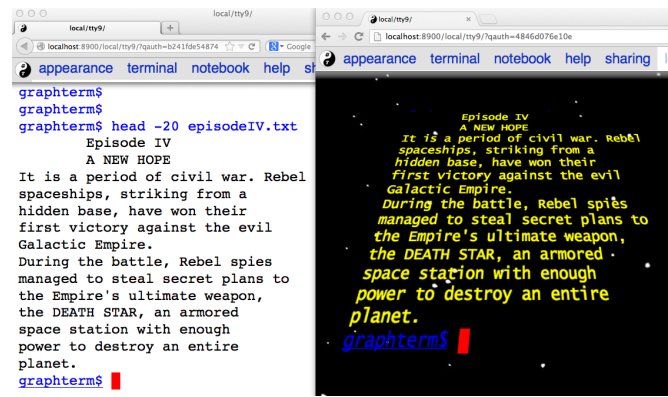 local/tty9/
local/tty9/
localhost:8900/local/tty9/?qauth=b241fde54874
Google
appearance terminal notebook help sh
graphterm$
graphterm$
graphterm$ head -20 episodeIV.txt
Episode IV
A NEW HOPE
It is a period of civil war. Rebel
spaceships, striking from a
hidden base, have won their
first victory against the evil
Galactic Empire.
During the battle, Rebel spies
managed to steal secret plans to
the Empire's ultimate weapon,
the DEATH STAR, an armored
space station with enough
power to destroy an entire
planet.
graphterm$
local/tty9/
localhost:8900/local/tty9/?qauth=4846d076e10e
appearance terminal notebook help sharing
Episode IV
A NEW HOPE
It is a period of civil war. Rebel
spaceships, striking from a
hidden base, have won their
first victory against the evil
Galactic Empire.
During the battle, Rebel spies
managed to steal secret plans to
the Empire's ultimate weapon,
the DEATH STAR, an armored
space station with enough
power to destroy an entire
planet.
graphterm$